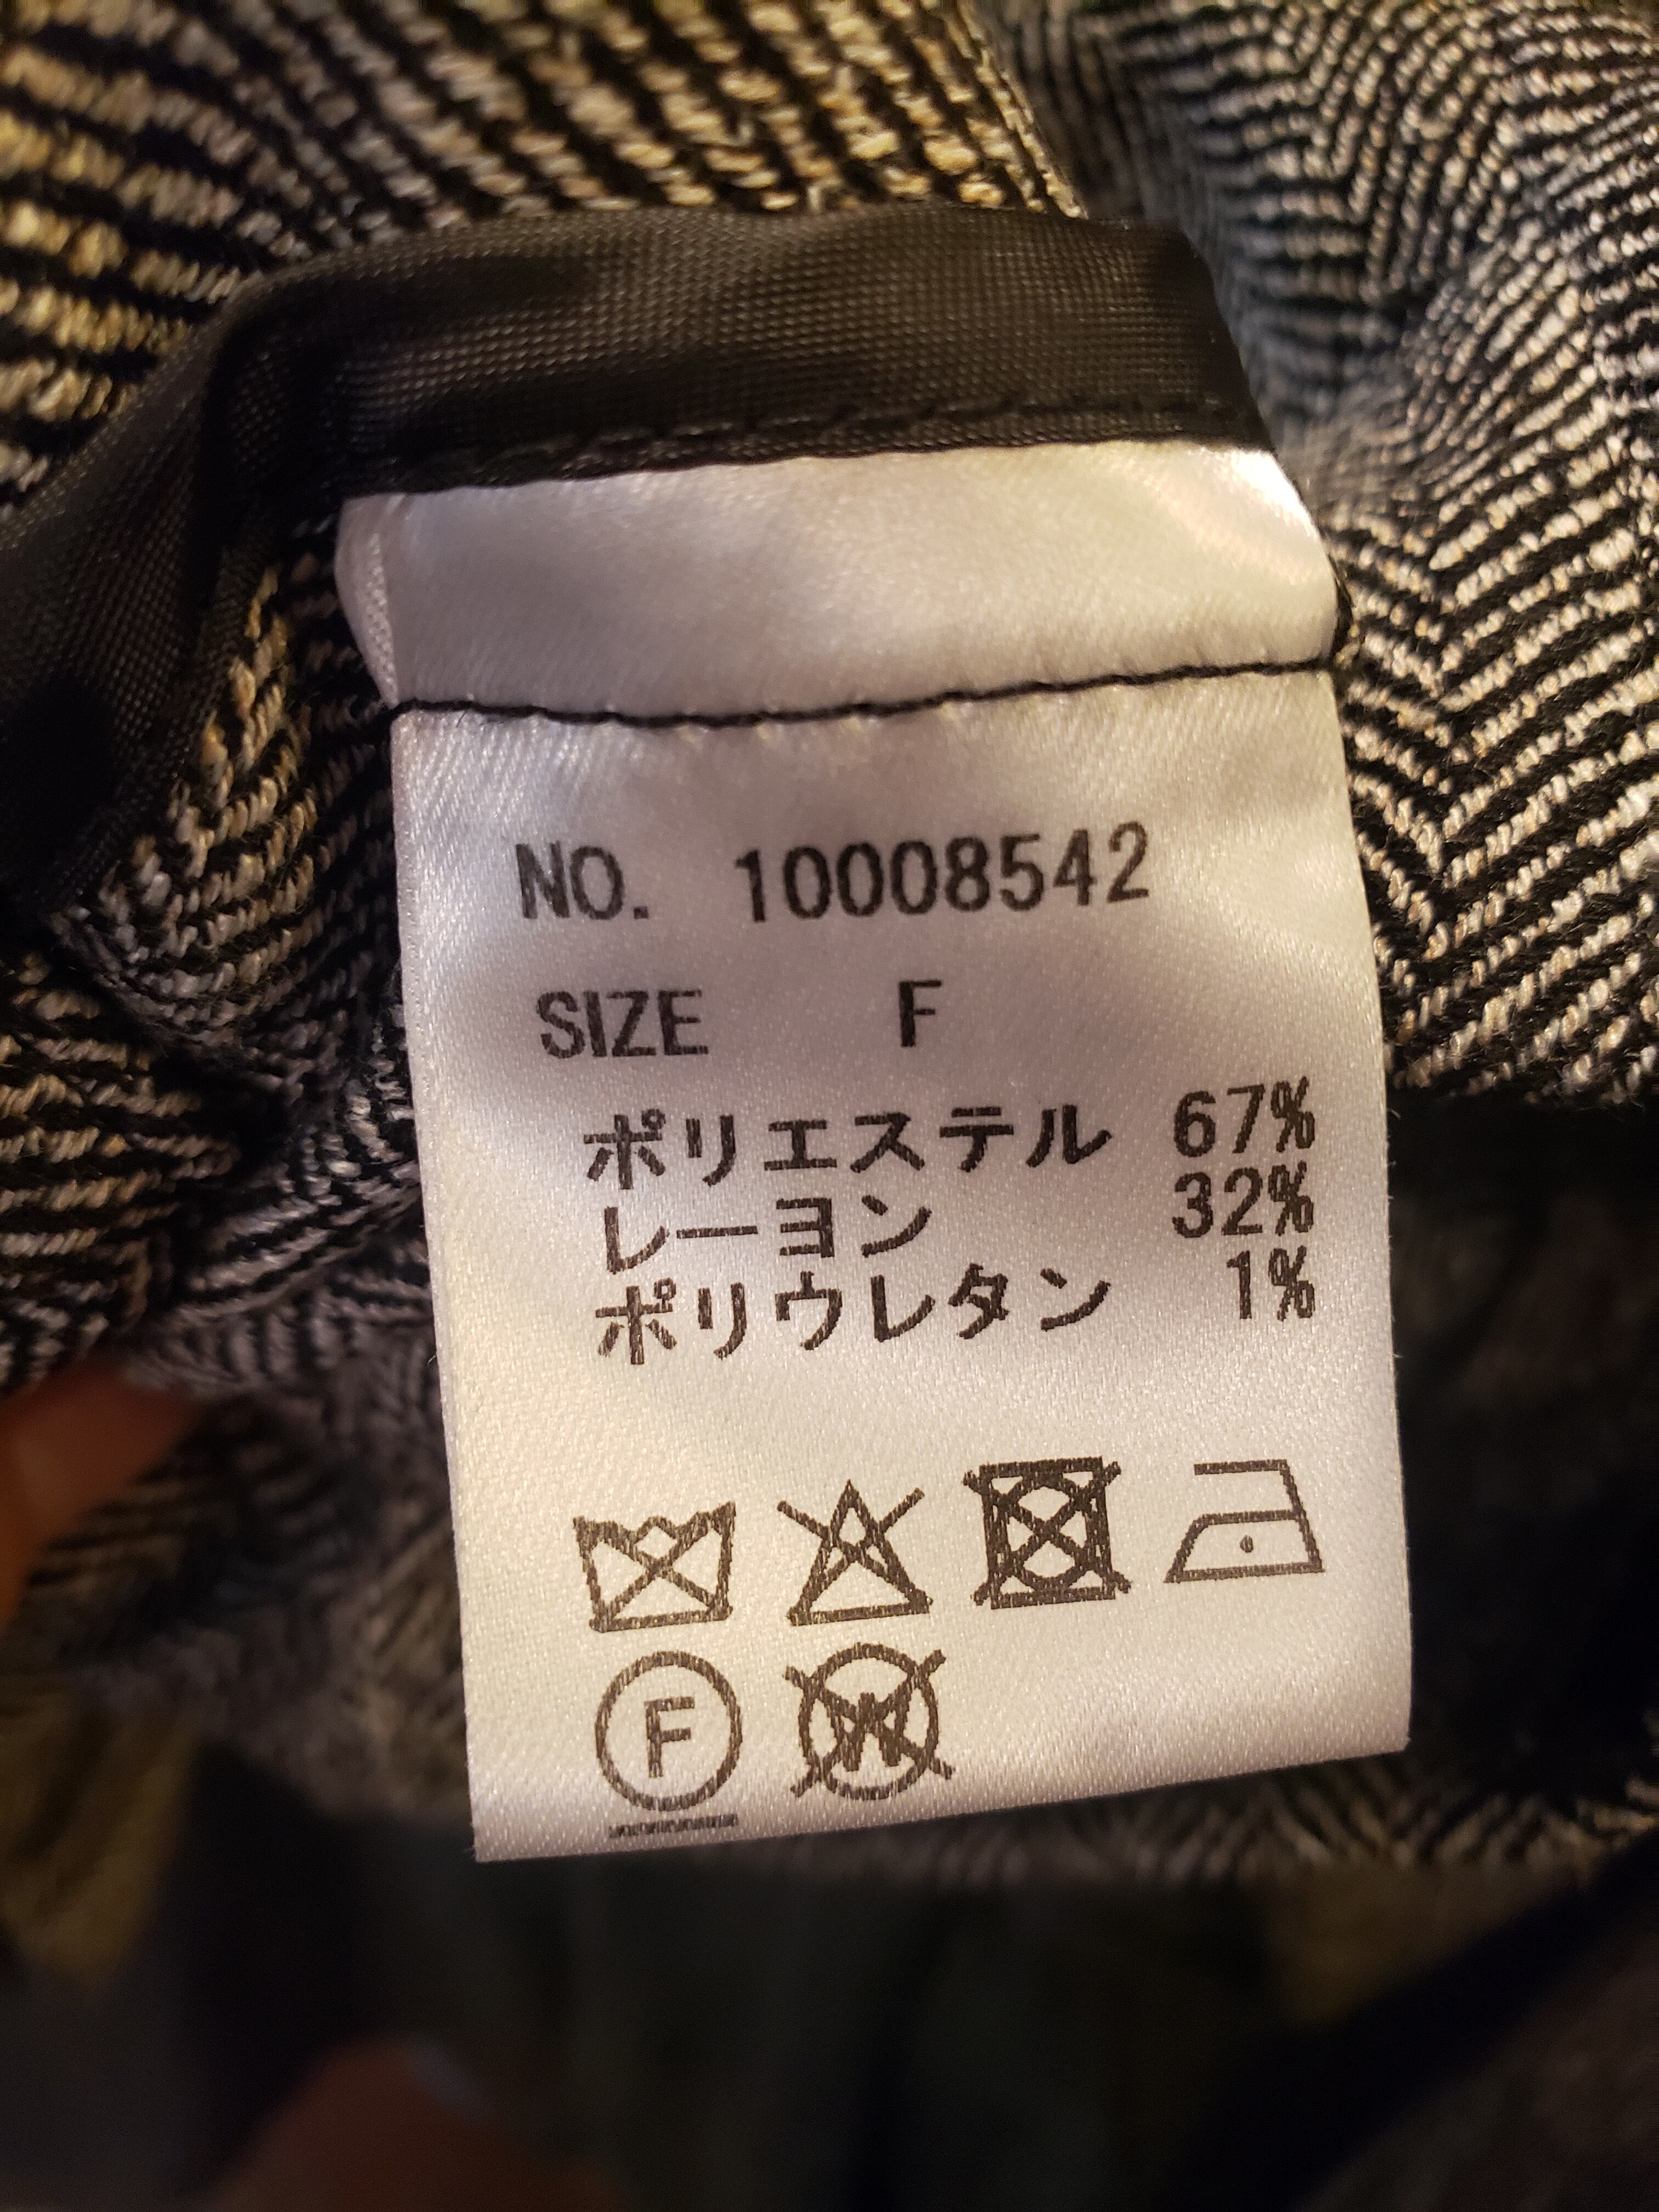 NO. 10008542
SIZE F
ポリエステル 67%
レーヨン 32%
ポリウレタン 1%
F W